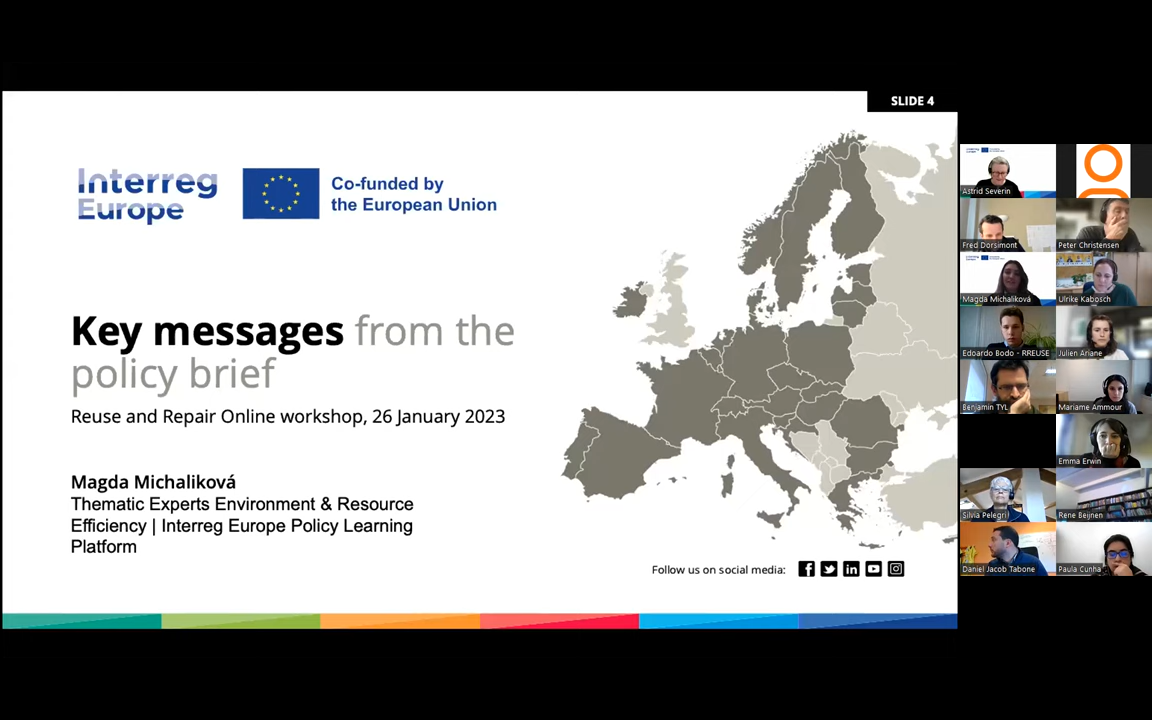 SLIDE 4
Interreg
Europe
Co-funded by
the European Union
Key messages from the
policy brief
Reuse and Repair Online workshop, 26 January 2023
Magda Michaliková
Thematic Experts Environment & Resource
Efficiency | Interreg Europe Policy Learning
Platform
Follow us on social media:
Astrid Severin
Fred Dorsimont
Peter Christensen
Magda Michaliková
Ulrike Kabosch
Edoardo Bodo - RREUSE
Julien Ariane
Benjamin TYL
Mariame Ammour
Emma Erwin
Silvia Pelegri
Rene Beijnen
Daniel Jacob Tabone
Paula Cunha